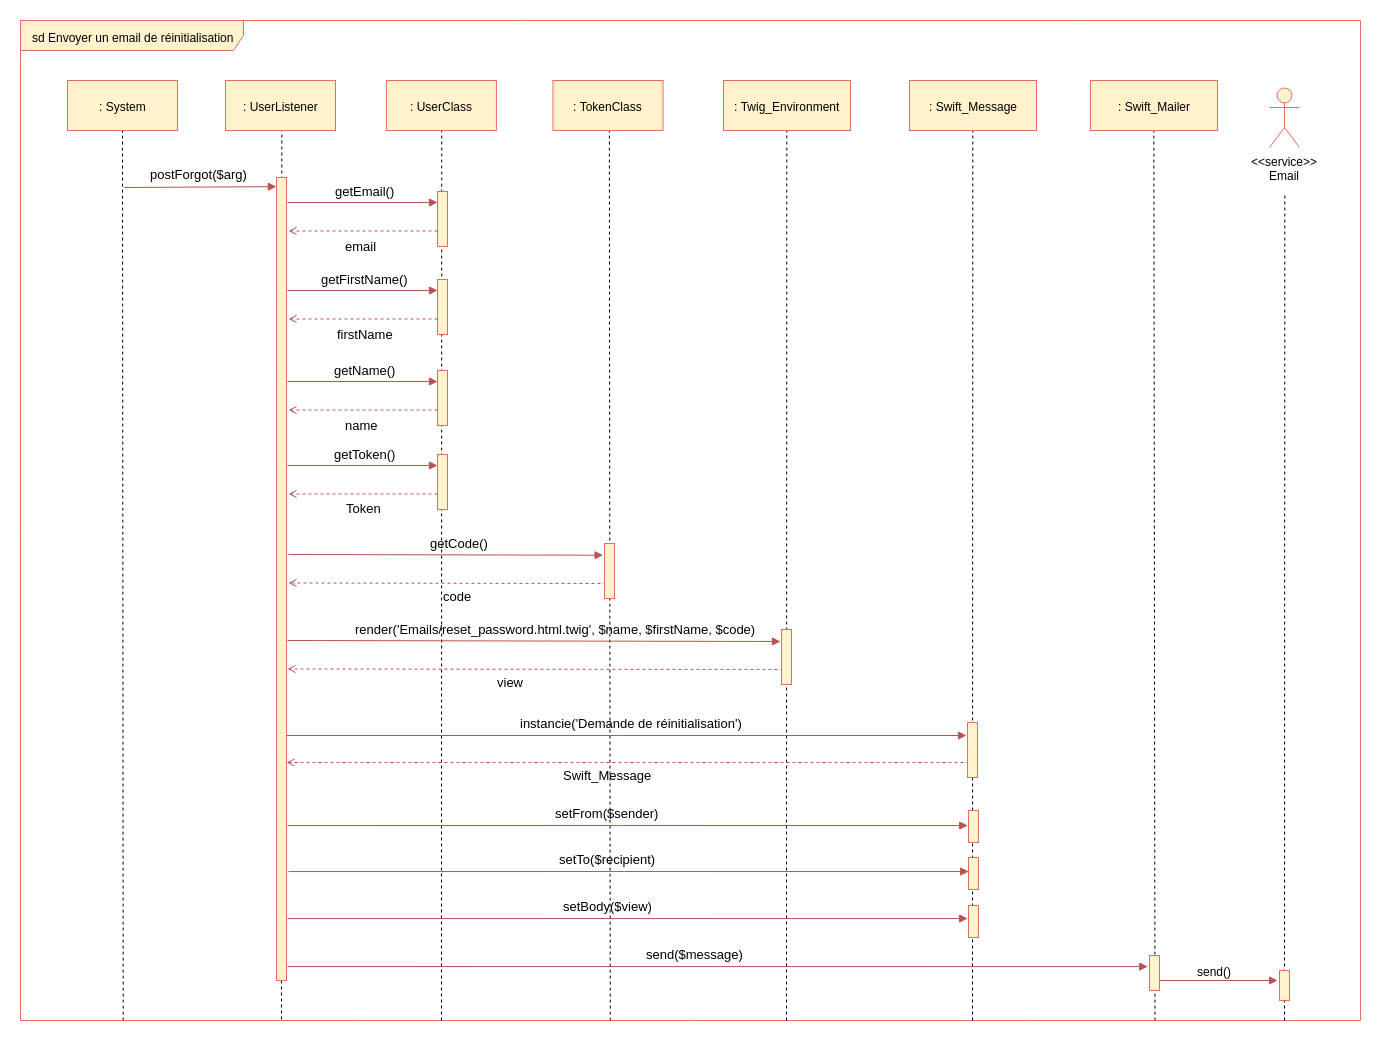 sd Envoyer un email de réinitialisation
: System
: UserListener
: UserClass
: TokenClass
: Twig_Environment
: Swift_Message
: Swift_Mailer
<<service>>
Email
postForgot($arg)
getEmail()
email
getFirstName()
firstName
getName()
name
getToken()
Token
getCode()
code
render('Emails/reset_password.html.twig', $name, $firstName, $code)
view
instancie('Demande de réinitialisation')
Swift_Message
setFrom($sender)
setTo($recipient)
setBody($view)
send($message)
send()